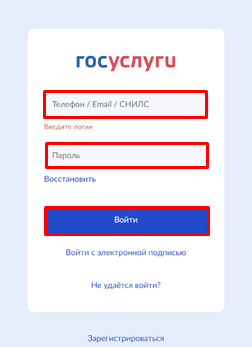 госуслуги
Телефон / Email / СНИЛС
Введите логин
Пароль
Восстановить
Войти
Войти с электронной подписью
Не удаётся войти?
Зарегистрироваться